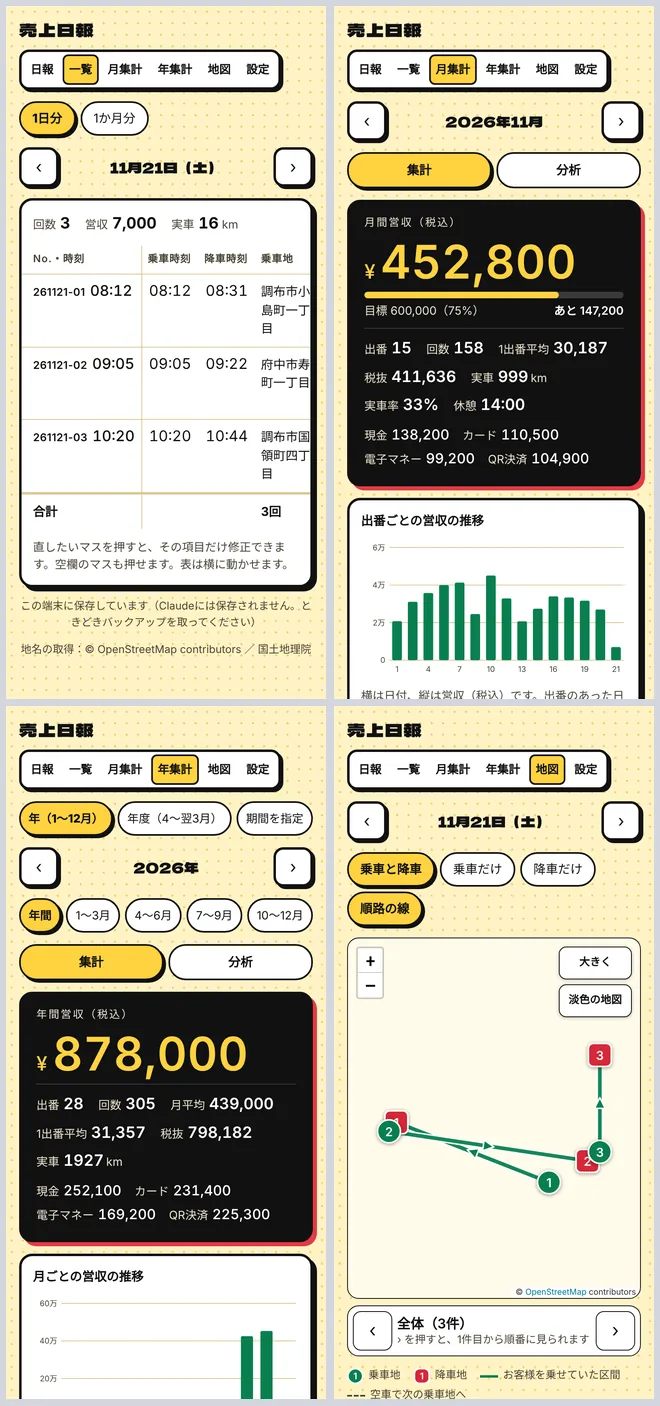 売上日報
日報 一覧 月集計 年集計 地図 設定
1日分 1か月分
‹ 11月21日（土） ›
回数 3 営収 7,000 実車 16 km
No.・時刻 乗車時刻 降車時刻 乗車地
261121-01 08:12 08:12 08:31 調布市小
島町一丁
目
261121-02 09:05 09:05 09:22 府中市寿
町一丁目
261121-03 10:20 10:20 10:44 調布市国
領町四丁
目
合計 3回
直したいマスを押すと、その項目だけ修正できま
す。空欄のマスも押せます。表は横に動かせます。
この端末に保存しています（Claudeには保存されません。と
きどきバックアップを取ってください）
地名の取得：© OpenStreetMap contributors ／ 国土地理院
売上日報
日報 一覧 月集計 年集計 地図 設定
‹ 2026年11月 ›
集計 分析
月間営収（税込）
¥452,800
目標 600,000（75%） あと 147,200
出番 15 回数 158 1出番平均 30,187
税抜 411,636 実車 999 km
実車率 33% 休憩 14:00
現金 138,200 カード 110,500
電子マネー 99,200 QR決済 104,900
出番ごとの営収の推移
6万
4万
2万
0
1 4 7 10 13 16 19 21
横は日付、縦は営収（税込）です。出番のあった日
売上日報
日報 一覧 月集計 年集計 地図 設定
年（1〜12月） 年度（4〜翌3月） 期間を指定
‹ 2026年 ›
年間 1〜3月 4〜6月 7〜9月 10〜12月
集計 分析
年間営収（税込）
¥878,000
出番 28 回数 305 月平均 439,000
1出番平均 31,357 税抜 798,182
実車 1927 km
現金 252,100 カード 231,400
電子マネー 169,200 QR決済 225,300
月ごとの営収の推移
60万
40万
20万
売上日報
日報 一覧 月集計 年集計 地図 設定
‹ 11月21日（土） ›
乗車と降車 乗車だけ 降車だけ
順路の線
+ 大きく
− 淡色の地図
3
1
2
2 3
1
© OpenStreetMap contributors
‹ 全体（3件） ›
› を押すと、1件目から順番に見られます
1 乗車地 1 降車地 お客様を乗せていた区間
空車で次の乗車地へ